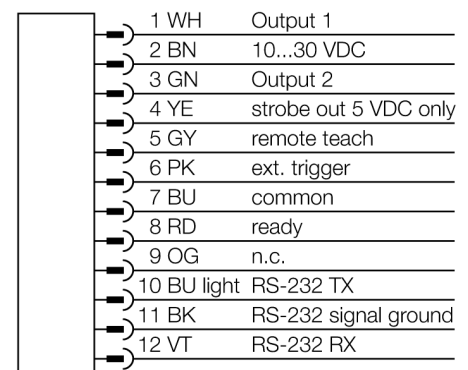 1 WH Output 1
2 BN 10...30 VDC
3 GN Output 2
4 YE strobe out 5 VDC only
5 GY remote teach
6 PK ext. trigger
7 BU common
8 RD ready
9 OG n.c.
10 BU light RS-232 TX
11 BK RS-232 signal ground
12 VT RS-232 RX